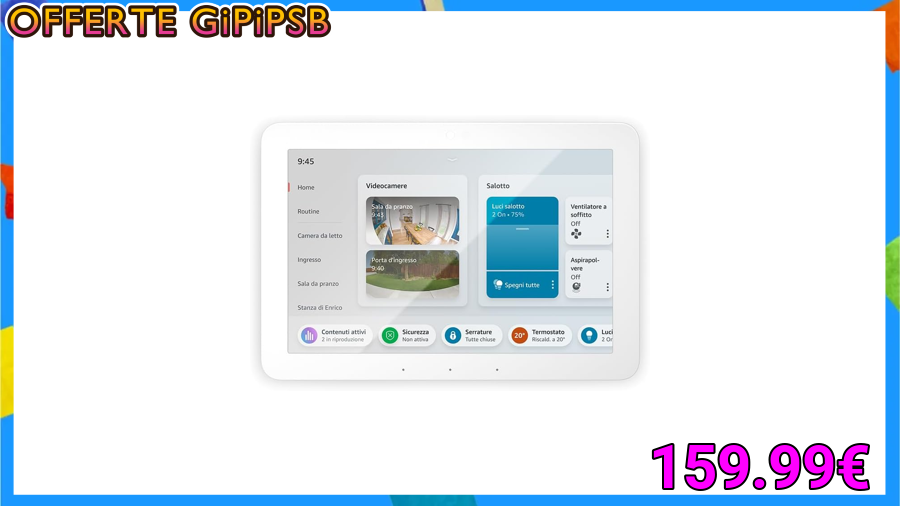 OFFERTE GiPiPSB
9:45
Home
Routine
Camera da letto
Ingresso
Sala da pranzo
Stanza di Enrico
Videocamere
Sala da pranzo
9:43
Porta d'ingresso
9:40
Salotto
Luci salotto
2 On • 75%
Spegni tutte
Ventilatore a
soffitto
Off
Aspirapol-
vere
Off
Contenuti attivi
2 in riproduzione
Sicurezza
Non attiva
Serrature
Tutte chiuse
20°
Termostato
Riscald. a 20°
Luci
2 On
159.99€